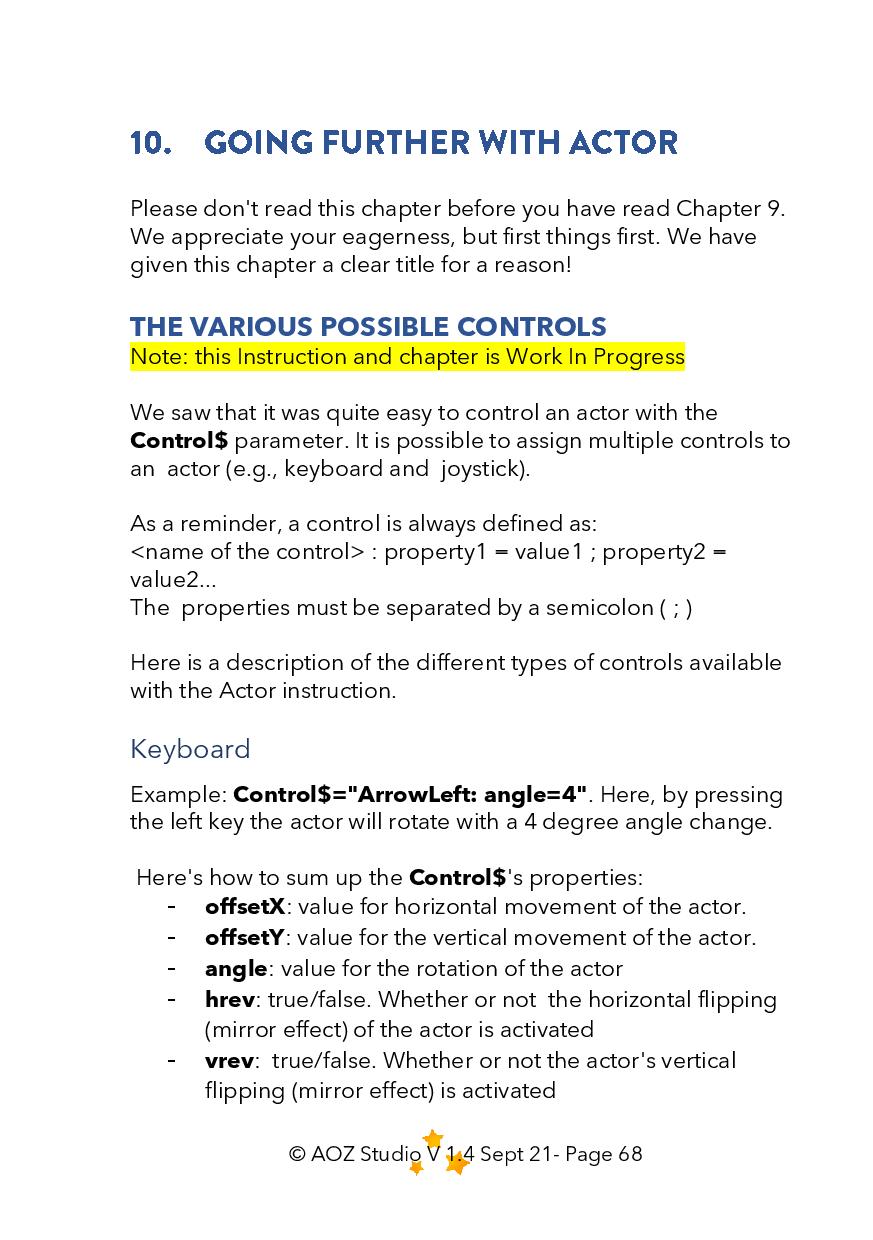 10. GOING FURTHER WITH ACTOR
Please don't read this chapter before you have read Chapter 9.
We appreciate your eagerness, but first things first. We have
given this chapter a clear title for a reason!
THE VARIOUS POSSIBLE CONTROLS
Note: this Instruction and chapter is Work In Progress
We saw that it was quite easy to control an actor with the
Control$ parameter. It is possible to assign multiple controls to
an  actor (e.g., keyboard and  joystick).
As a reminder, a control is always defined as:
<name of the control> : property1 = value1 ; property2 =
value2...
The  properties must be separated by a semicolon ( ; )
Here is a description of the different types of controls available
with the Actor instruction.
Keyboard
Example: Control$="ArrowLeft: angle=4". Here, by pressing
the left key the actor will rotate with a 4 degree angle change.
Here's how to sum up the Control$'s properties:
- offsetX: value for horizontal movement of the actor.
- offsetY: value for the vertical movement of the actor.
- angle: value for the rotation of the actor
- hrev: true/false. Whether or not  the horizontal flipping
(mirror effect) of the actor is activated
- vrev:  true/false. Whether or not the actor's vertical
flipping (mirror effect) is activated
© AOZ Studio V 1.4 Sept 21- Page 68